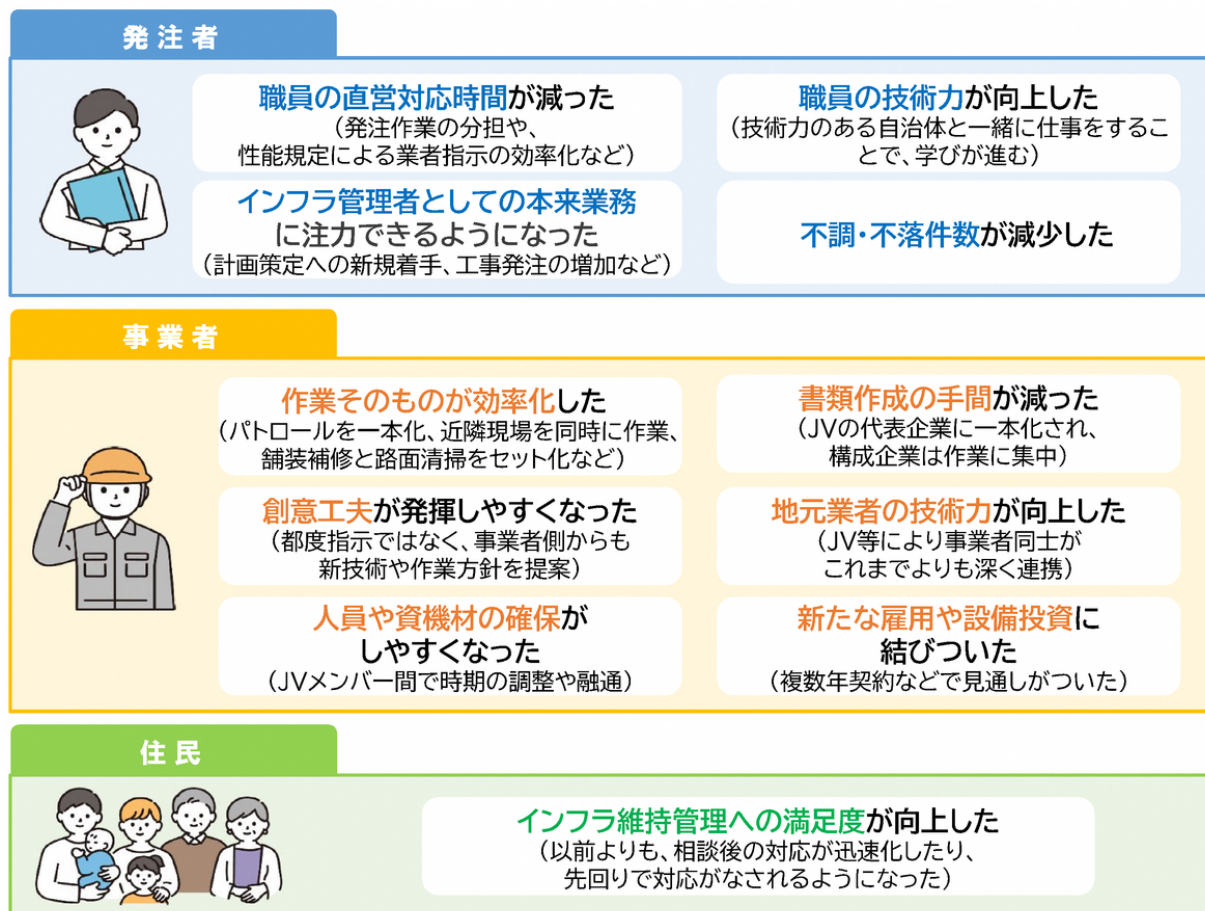 発注者
職員の直営対応時間が減った
(発注作業の分担や、
性能規定による業者指示の効率化など)
職員の技術力が向上した
(技術力のある自治体と一緒に仕事をするこ
とで、学びが進む)
インフラ管理者としての本来業務
に注力できるようになった
(計画策定への新規着手、工事発注の増加など)
不調・不落件数が減少した
事業者
作業そのものが効率化した
(パトロールを一本化、近隣現場を同時に作業、
舗装補修と路面清掃をセット化など)
書類作成の手間が減った
(JVの代表企業に一本化され、
構成企業は作業に集中)
創意工夫が発揮しやすくなった
(都度指示ではなく、事業者側からも
新技術や作業方針を提案)
地元業者の技術力が向上した
(JV等により事業者同士が
これまでよりも深く連携)
人員や資機材の確保が
しやすくなった
(JVメンバー間で時期の調整や融通)
新たな雇用や設備投資に
結びついた
(複数年契約などで見通しがついた)
住民
インフラ維持管理への満足度が向上した
(以前よりも、相談後の対応が迅速化したり、
先回りで対応がなされるようになった)